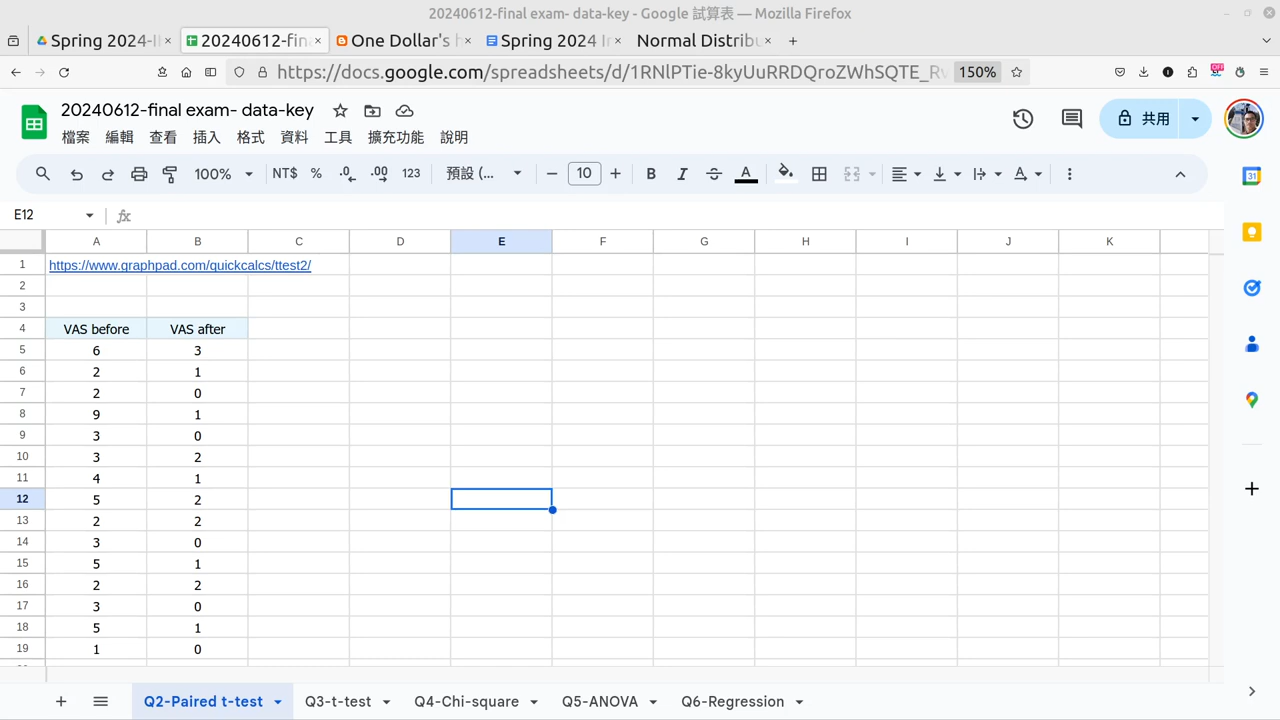 20240612-final exam- data-key - Google 試算表 — Mozilla Firefox
Spring 2024-I
20240612-fin
One Dollar's h
Spring 2024 In
Normal Distribu
https://docs.google.com/spreadsheets/d/1RNlPTie-8kyUuRRDQroZWhSQTE_Rv
150%
OFF
20240612-final exam- data-key
檔案 編輯 查看 插入 格式 資料 工具 擴充功能 說明
共用
100% NT$ % .0 .00 123 預設 (... 10 B I S A
31
E12 fx
A B C D E F G H I J K
1 https://www.graphpad.com/quickcalcs/ttest2/
2
3
4 VAS before VAS after
5 6 3
6 2 1
7 2 0
8 9 1
9 3 0
10 3 2
11 4 1
12 5 2
13 2 2
14 3 0
15 5 1
16 2 2
17 3 0
18 5 1
19 1 0
Q2-Paired t-test Q3-t-test Q4-Chi-square Q5-ANOVA Q6-Regression